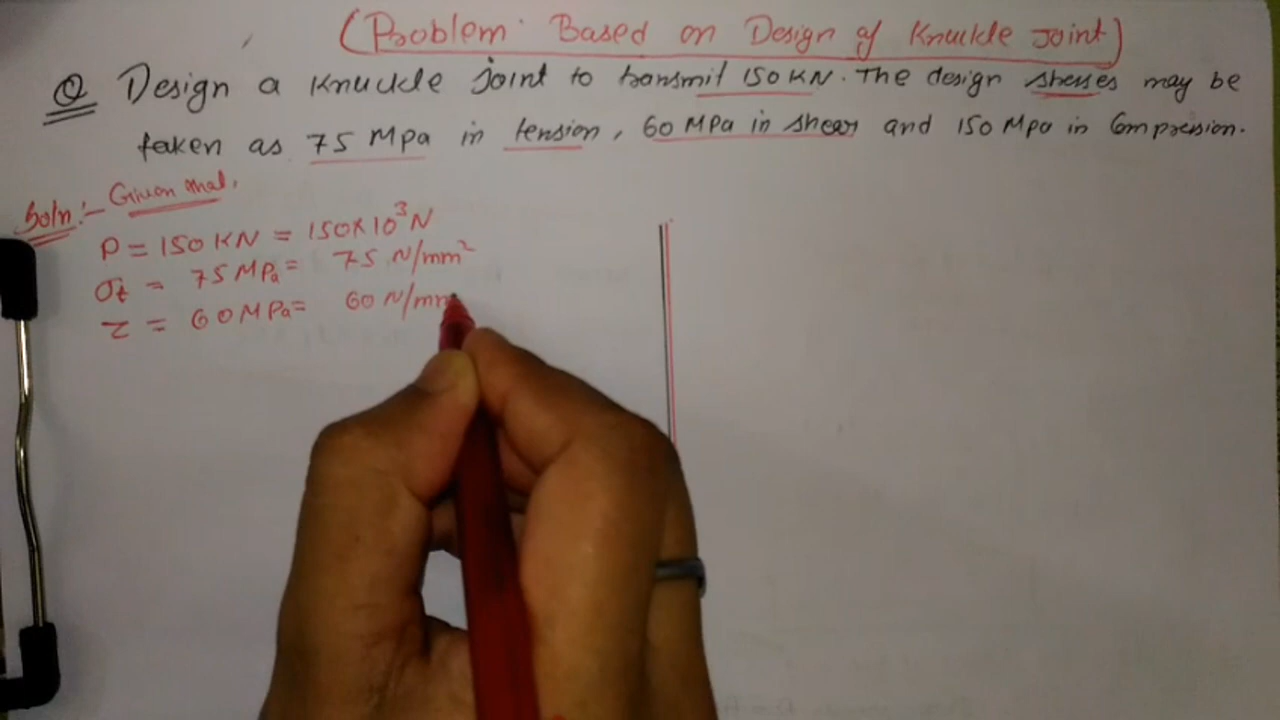 (Problem Based on Design of Knuckle Joint)
Q Design a Knuckle Joint to transmit 150 KN. The design stresses may be
taken as 75 MPa in tension, 60 MPa in shear and 150 MPa in Compression.
Soln:- Given that,
P = 150 KN = 150×10³ N
σt = 75 MPa = 75 N/mm²
τ = 60 MPa = 60 N/mm